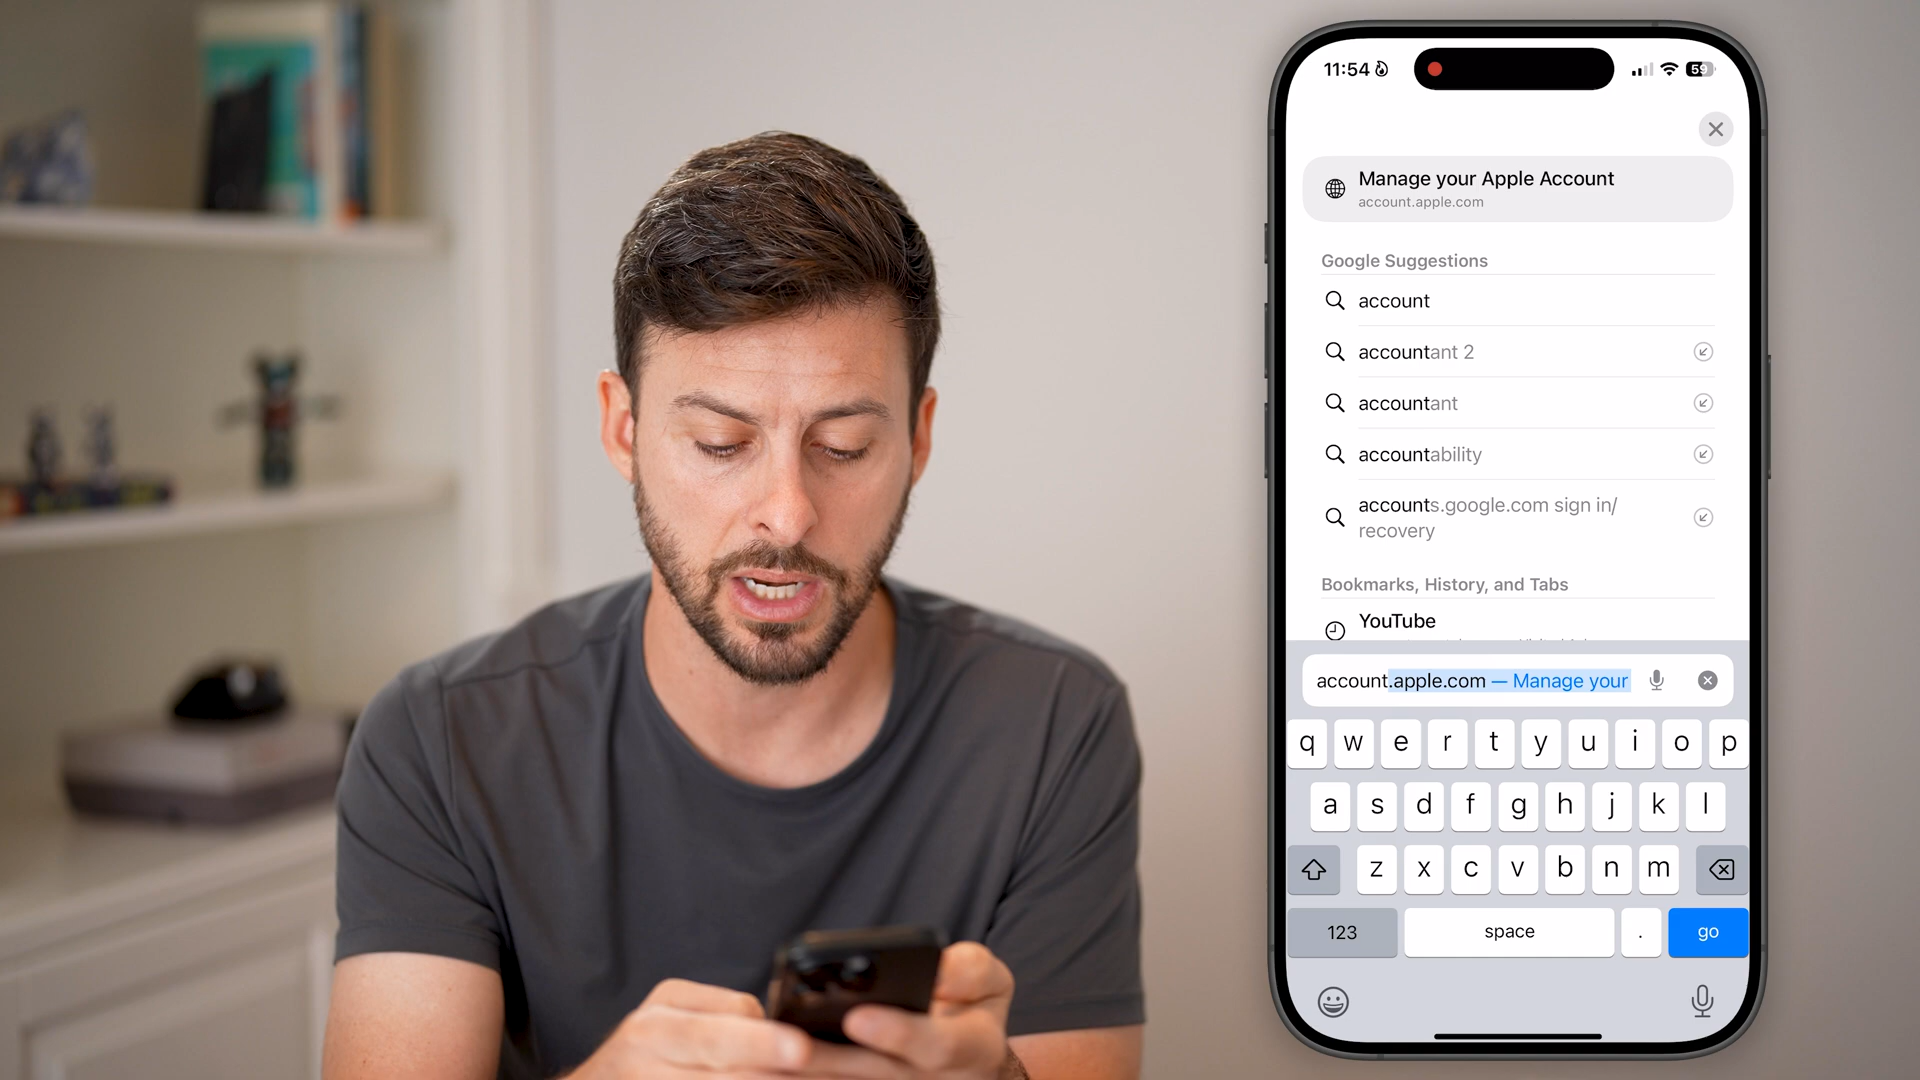 11:54
59
Manage your Apple Account
account.apple.com
Google Suggestions
account
accountant 2
accountant
accountability
accounts.google.com sign in/
recovery
Bookmarks, History, and Tabs
YouTube
account.apple.com — Manage your
q w e r t y u i o p
a s d f g h j k l
z x c v b n m
123 space . go